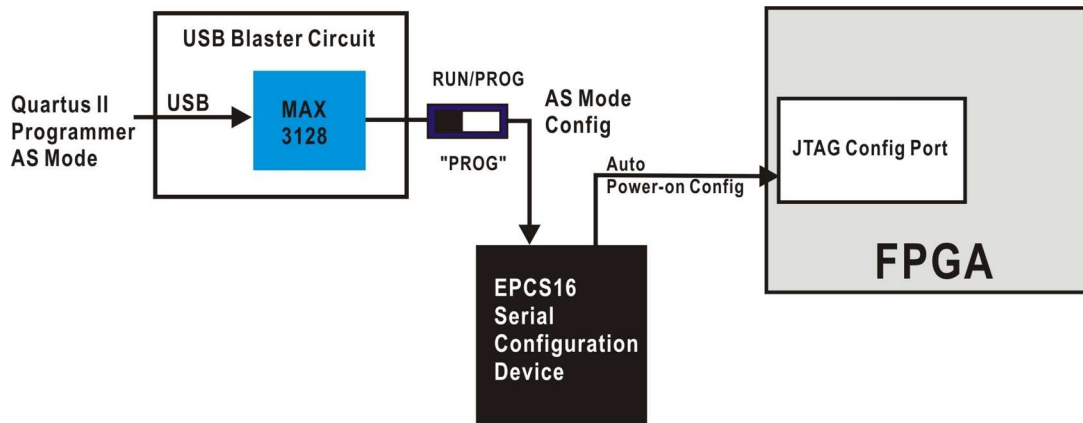 USB Blaster Circuit
Quartus II
Programmer
AS Mode
USB
MAX
3128
RUN/PROG
"PROG"
AS Mode
Config
Auto
Power-on Config
JTAG Config Port
FPGA
EPCS16
Serial
Configuration
Device